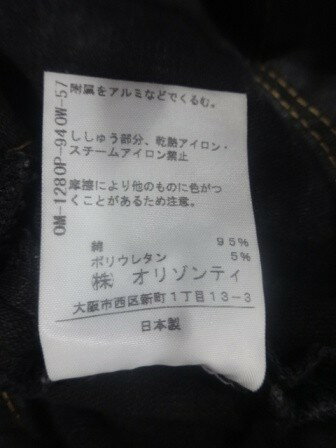 附属をアルミなどでくるむ。
ししゅう部分、乾熱アイロン・
スチームアイロン禁止
摩擦により他のものに色がつ
くことがあるため注意。
綿 95%
ポリウレタン 5%
㈱ オリゾンティ
大阪市西区新町1丁目13-3
日本製
OM-1280P-940W-57